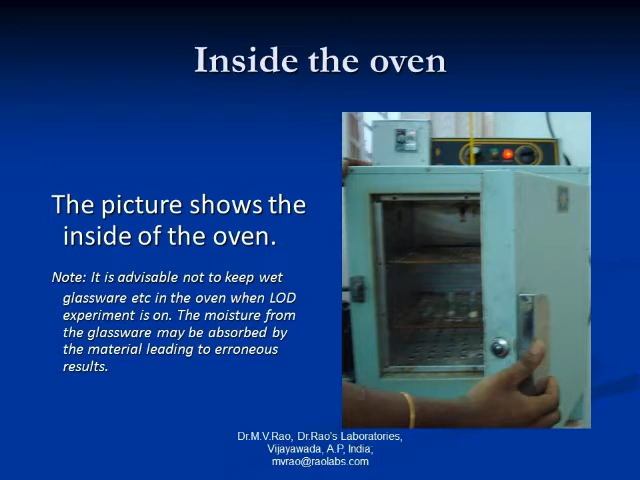 Inside the oven
The picture shows the
inside of the oven.
Note: It is advisable not to keep wet
glassware etc in the oven when LOD
experiment is on. The moisture from
the glassware may be absorbed by
the material leading to erroneous
results.
Dr.M.V.Rao, Dr.Rao's Laboratories,
Vijayawada, A.P, India;
mvrao@raolabs.com